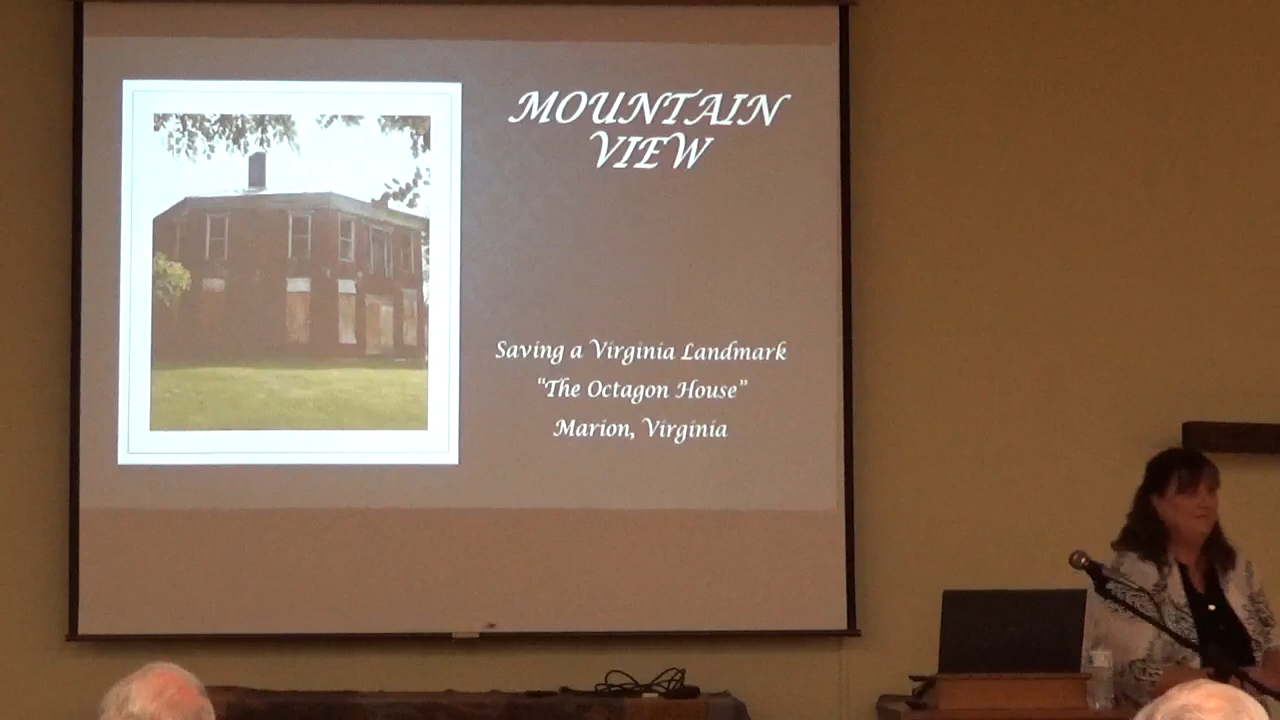 MOUNTAIN
VIEW
Saving a Virginia Landmark
“The Octagon House”
Marion, Virginia